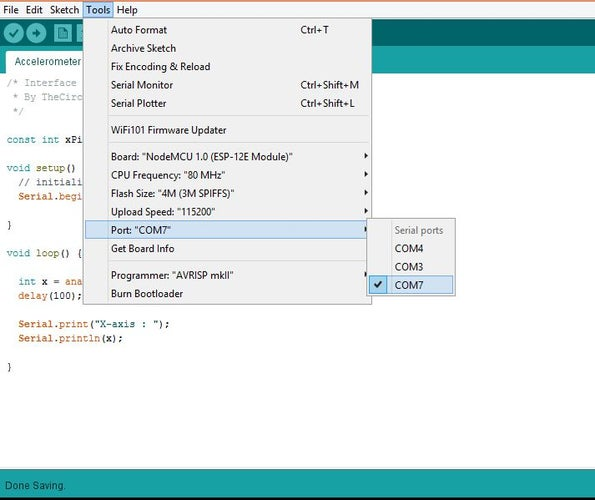 File Edit Sketch Tools Help
Accelerometer
/* Interface
* By TheCirc
*/
const int xPi
void setup()
// initiali
Serial.beg
}
void loop() {
int x = ana
delay(100);
Serial.print("X-axis : ");
Serial.println(x);
}
Auto Format Ctrl+T
Archive Sketch
Fix Encoding & Reload
Serial Monitor Ctrl+Shift+M
Serial Plotter Ctrl+Shift+L
WiFi101 Firmware Updater
Board: "NodeMCU 1.0 (ESP-12E Module)"
CPU Frequency: "80 MHz"
Flash Size: "4M (3M SPIFFS)"
Upload Speed: "115200"
Port: "COM7"
Get Board Info
Programmer: "AVRISP mkII"
Burn Bootloader
Serial ports
COM4
COM3
COM7
Done Saving.